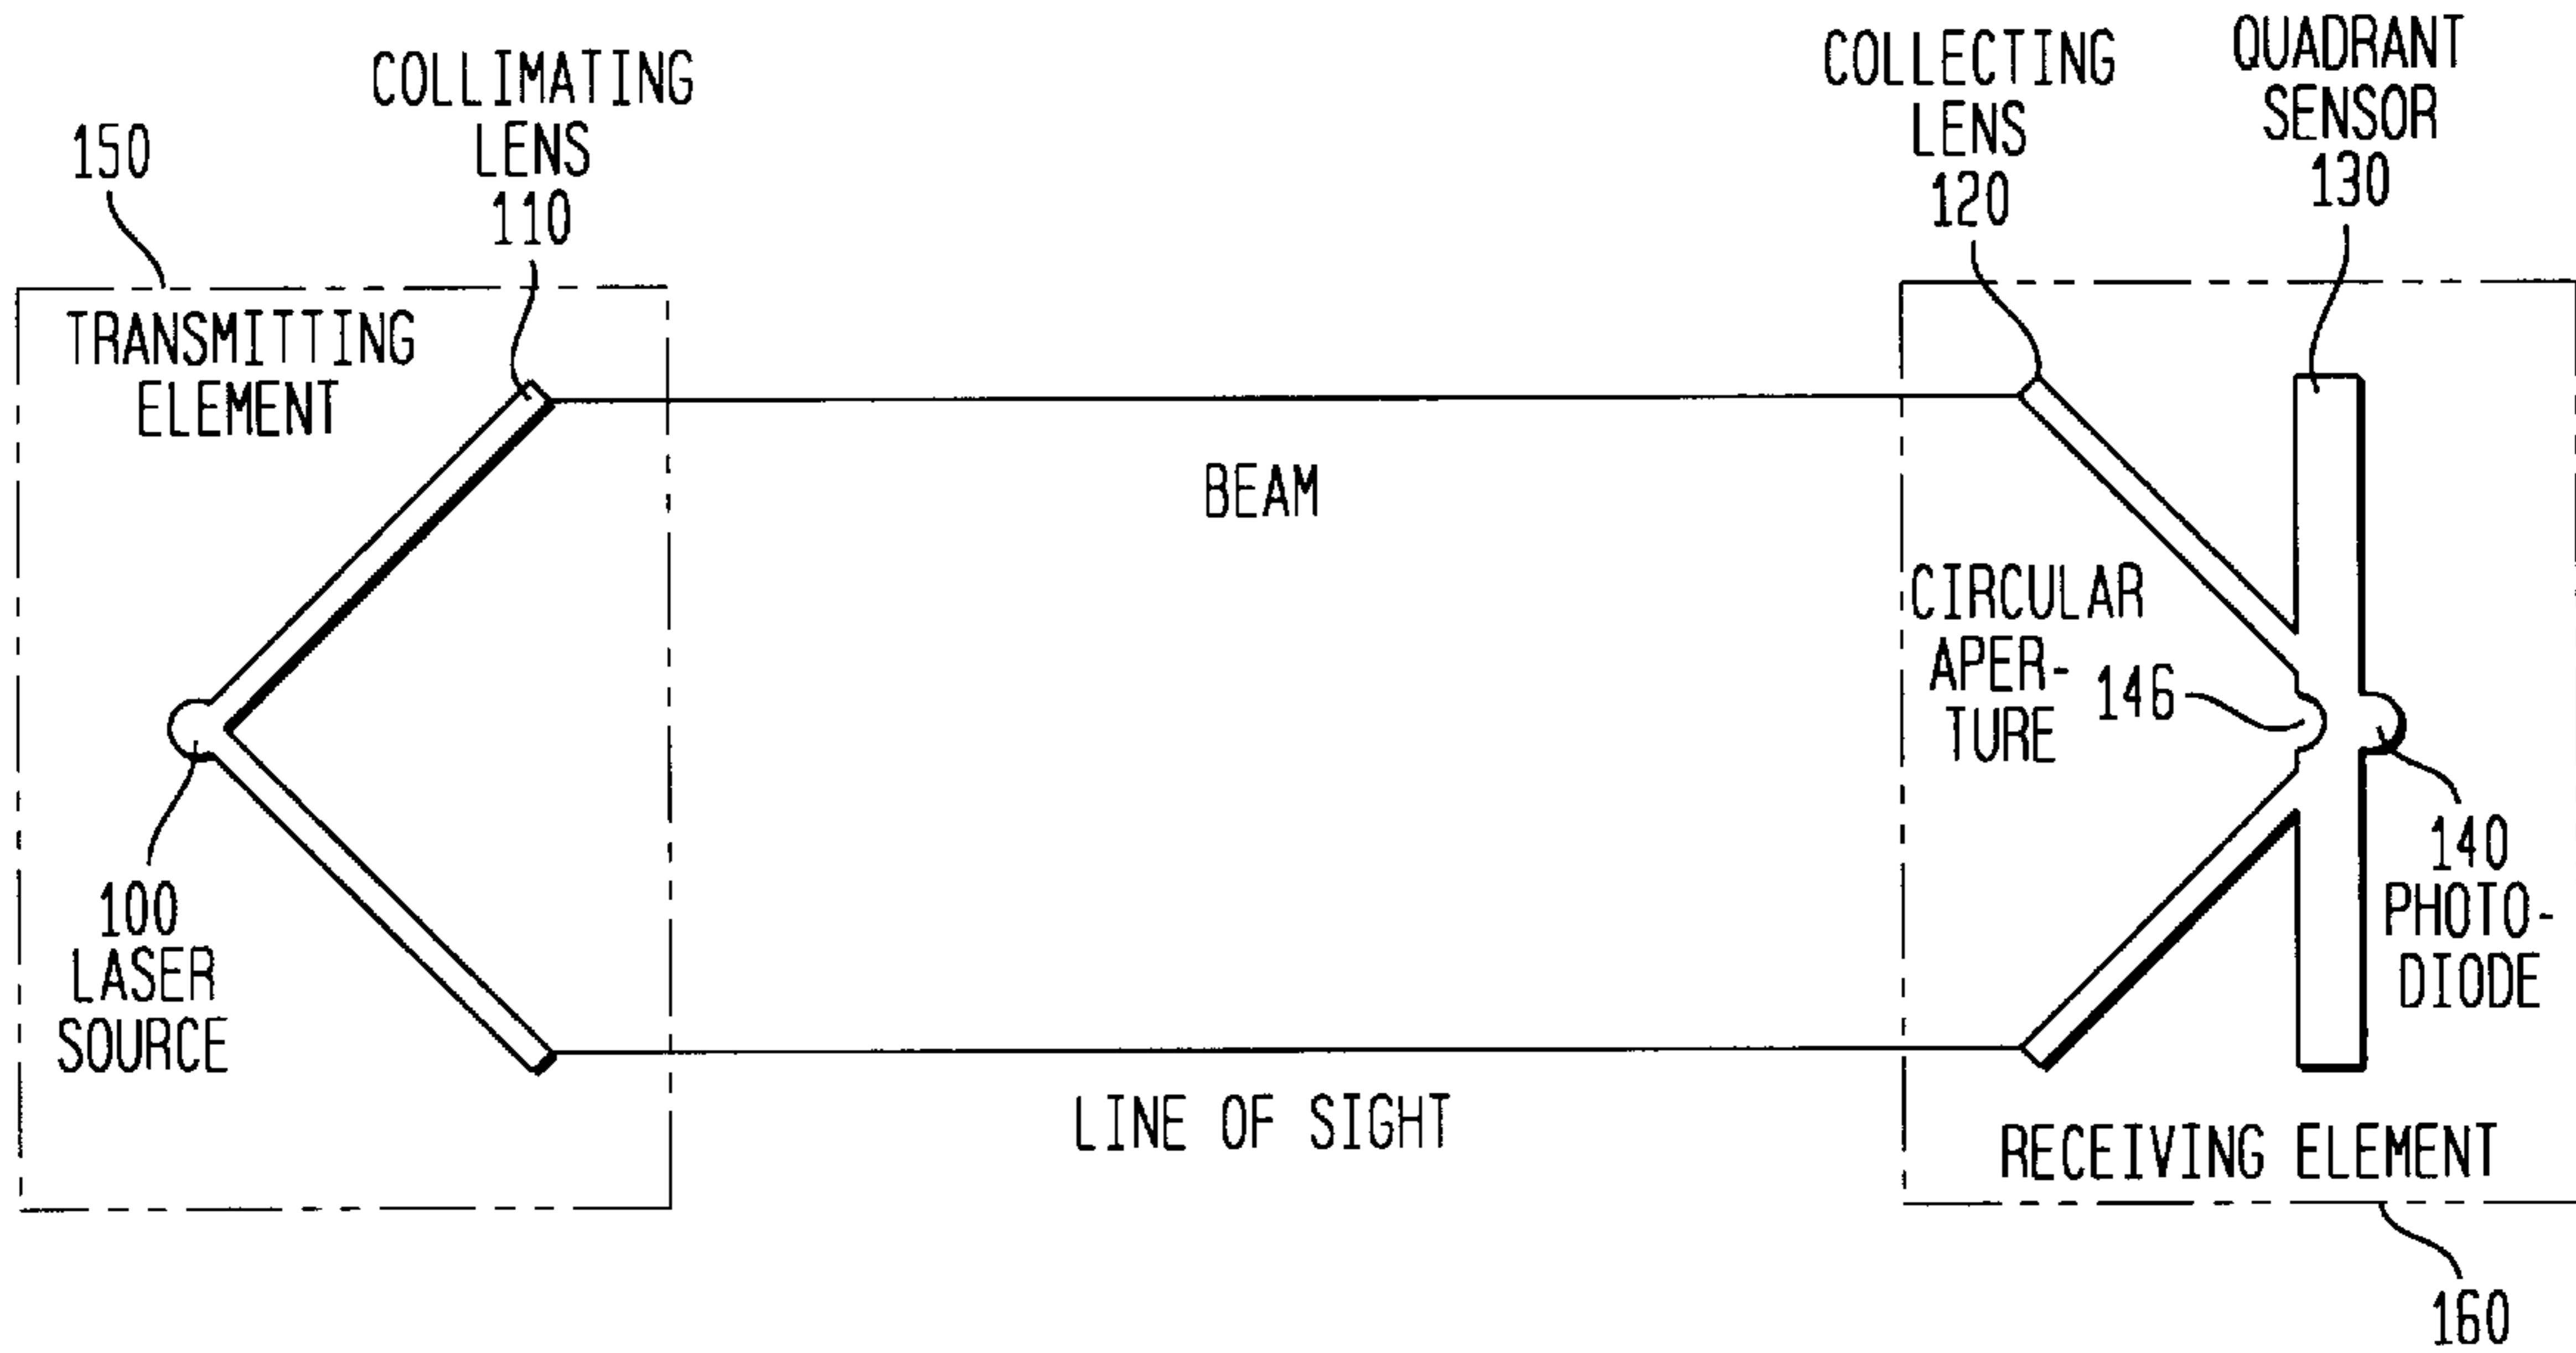 150
COLLIMATING
LENS
110
COLLECTING
LENS
120
QUADRANT
SENSOR
130
TRANSMITTING
ELEMENT
BEAM
CIRCULAR
APER-
TURE
146
100
LASER
SOURCE
140
PHOTO-
DIODE
LINE OF SIGHT
RECEIVING ELEMENT
160